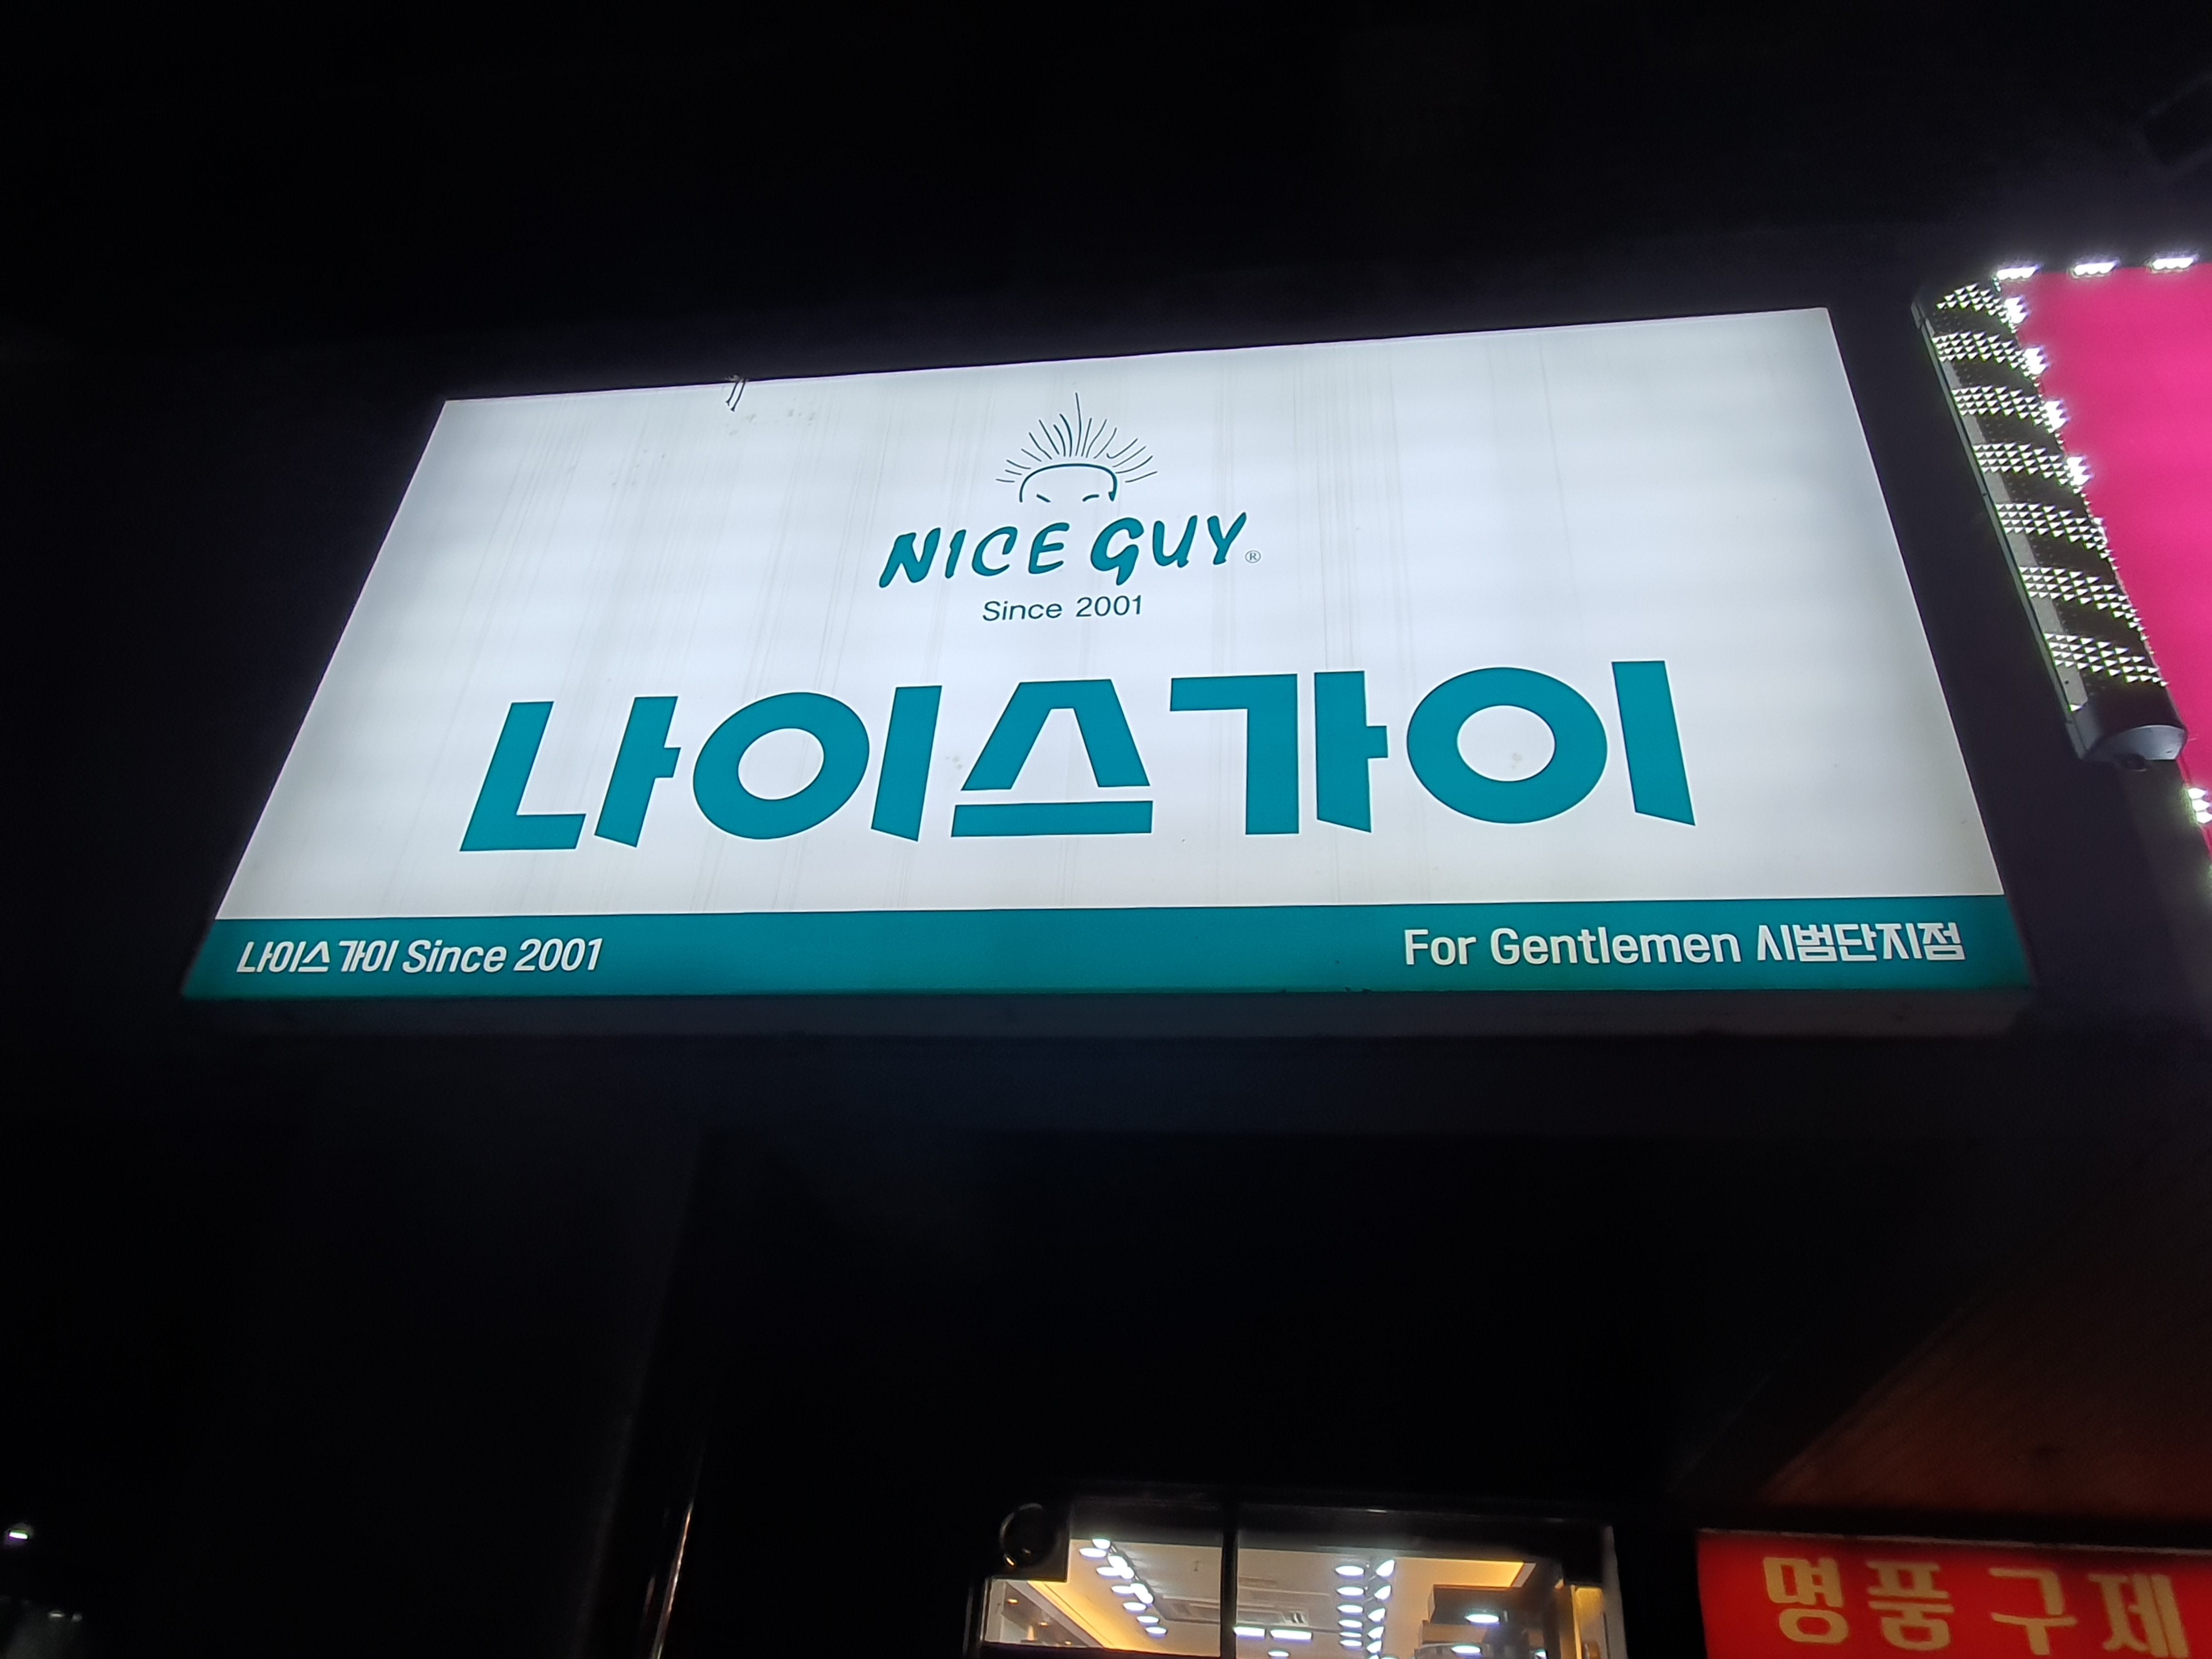 NICE GUY®
Since 2001
나이스가이
나이스가이 Since 2001
For Gentlemen 시범단지점
명품구제